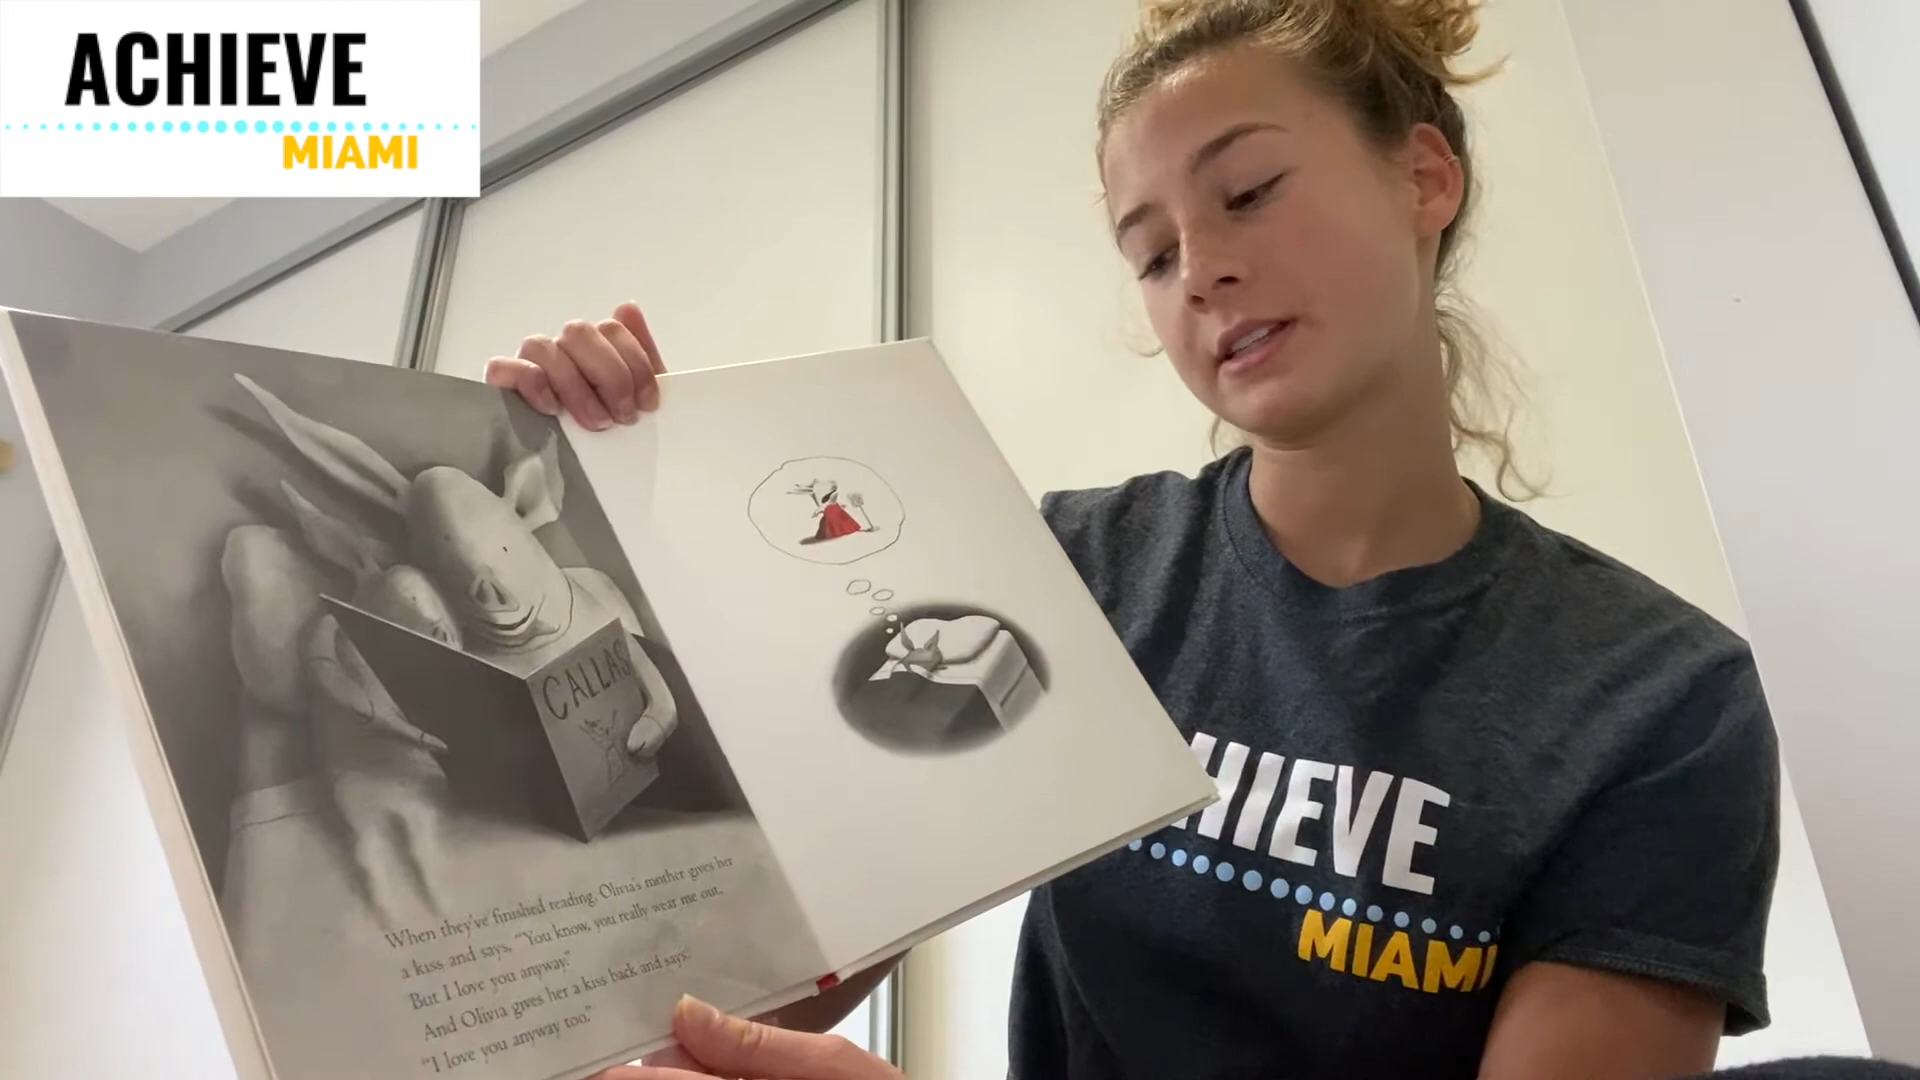 ACHIEVE
MIAMI
CALLAS
When they've finished reading, Olivia's mother gives her
a kiss and says, "You know, you really wear me out.
But I love you anyway."
And Olivia gives her a kiss back and says,
"I love you anyway too."
HIEVE
MIAMI